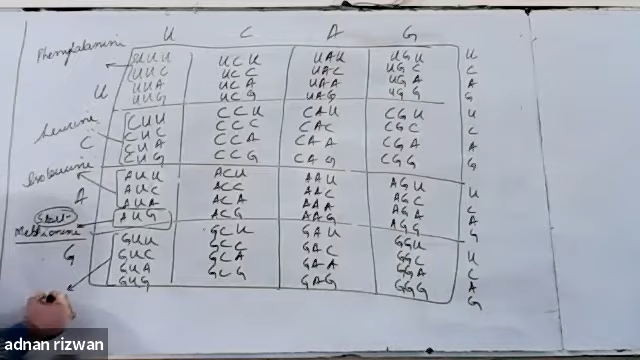 U C A G
Phenylalanine UUU UCU UAU UGU U
UUC UCC UAC UGC C
UUA UCA UAA UGA A
U UUG UCG UAG UGG G
Leucine CUU CCU CAU CGU U
C CUC CCC CAC CGC C
CUA CCA CAA CGA A
CUG CCG CAG CGG G
Isoleucine AUU ACU AAU AGU U
A AUC ACC AAC AGC C
AUA ACA AAA AGA A
AUG ACG AAG AGG G
Methionine
G GUU GCU GAU GGU U
GUC GCC GAC GGC C
GUA GCA GAA GGA A
GUG GCG GAG GGG G
adnan rizwan